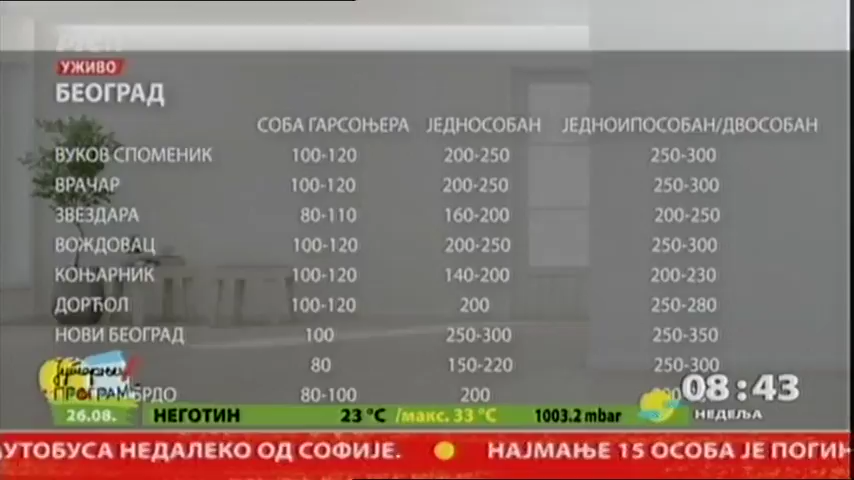 УЖИВО
БЕОГРАД
СОБА ГАРСОЊЕРА ЈЕДНОСОБАН ЈЕДНОИПОСОБАН/ДВОСОБАН
ВУКОВ СПОМЕНИК 100-120 200-250 250-300
ВРАЧАР 100-120 200-250 250-300
ЗВЕЗДАРА 80-110 160-200 200-250
ВОЖДОВАЦ 100-120 200-250 250-300
КОЊАРНИК 100-120 140-200 200-230
ДОРЋОЛ 100-120 200 250-280
НОВИ БЕОГРАД 100 250-300 250-350
80 150-220 250-300
БРДО 80-100 200
Јутарњи
ПРОГРАМ
08:43
НЕДЕЉА
26.08. НЕГОТИН 23 °C /макс. 33 °C 1003.2 mbar
АУТОБУСА НЕДАЛЕКО ОД СОФИЈЕ. НАЈМАЊЕ 15 ОСОБА ЈЕ ПОГИН